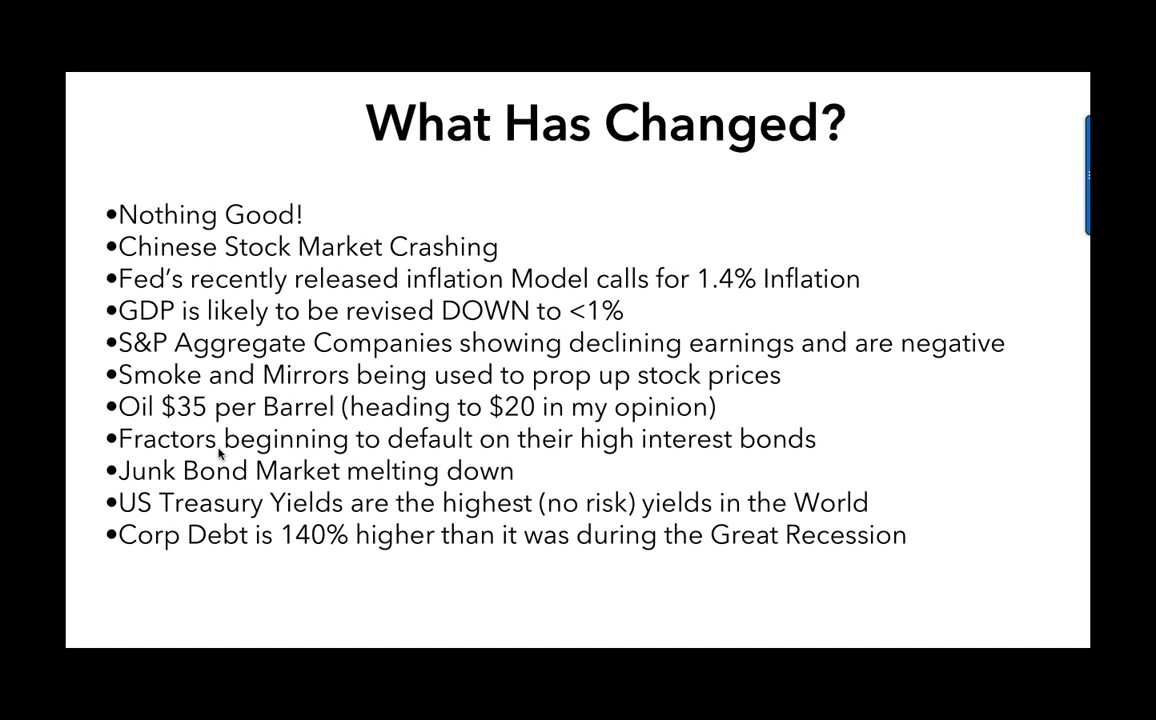 What Has Changed?
•Nothing Good!
•Chinese Stock Market Crashing
•Fed's recently released inflation Model calls for 1.4% Inflation
•GDP is likely to be revised DOWN to <1%
•S&P Aggregate Companies showing declining earnings and are negative
•Smoke and Mirrors being used to prop up stock prices
•Oil $35 per Barrel (heading to $20 in my opinion)
•Fractors beginning to default on their high interest bonds
•Junk Bond Market melting down
•US Treasury Yields are the highest (no risk) yields in the World
•Corp Debt is 140% higher than it was during the Great Recession